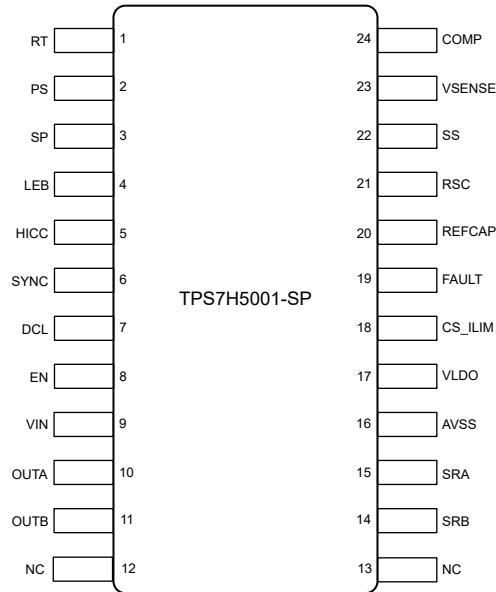 RT 1 24 COMP
PS 2 23 VSENSE
SP 3 22 SS
LEB 4 21 RSC
HICC 5 20 REFCAP
SYNC 6 19 FAULT
TPS7H5001-SP
DCL 7 18 CS_ILIM
EN 8 17 VLDO
VIN 9 16 AVSS
OUTA 10 15 SRA
OUTB 11 14 SRB
NC 12 13 NC